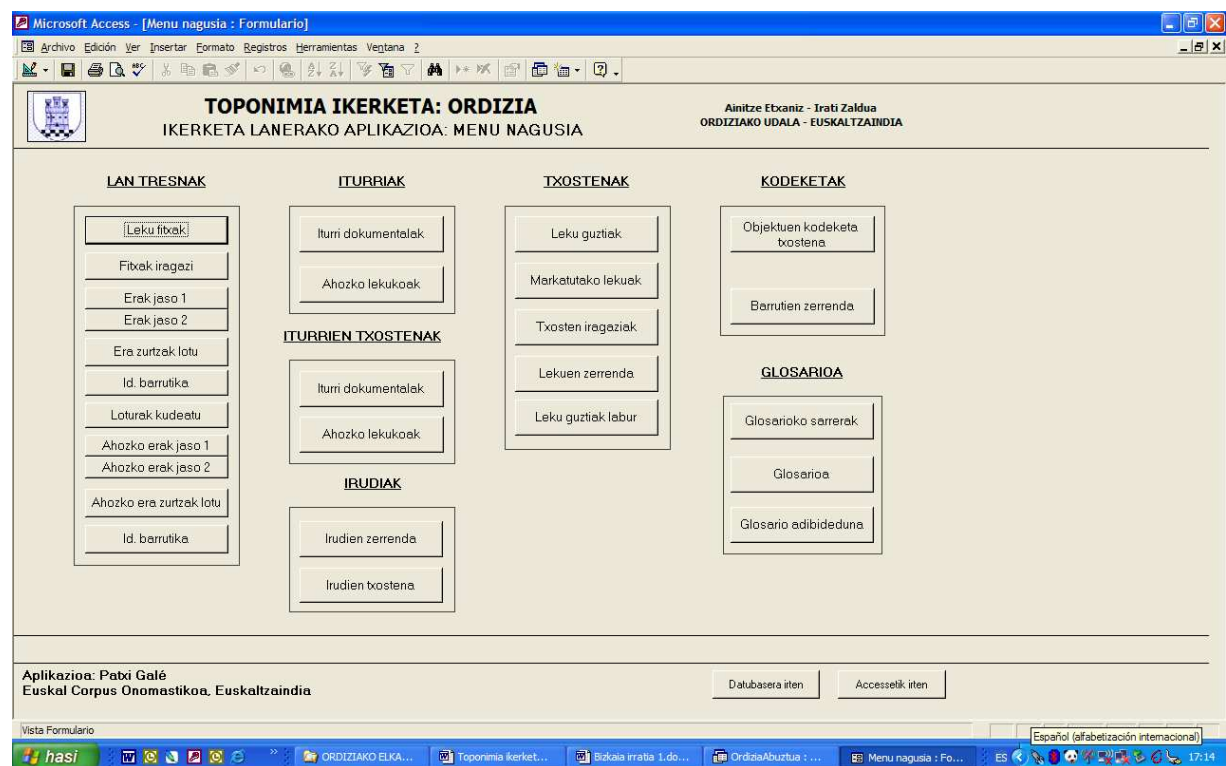 Microsoft Access - [Menu nagusia : Formulario]
Archivo Edición Ver Insertar Formato Registros Herramientas Ventana ?
TOPONIMIA IKERKETA: ORDIZIA
IKERKETA LANERAKO APLIKAZIOA: MENU NAGUSIA
Ainitze Etxaniz - Irati Zaldua
ORDIZIAKO UDALA - EUSKALTZAINDIA
LAN TRESNAK
Leku fitxak
Fitxak iragazi
Erak jaso 1
Erak jaso 2
Era zurtzak lotu
Id. barrutika
Loturak kudeatu
Ahozko erak jaso 1
Ahozko erak jaso 2
Ahozko era zurtzak lotu
Id. barrutika
ITURRIAK
Iturri dokumentalak
Ahozko lekukoak
ITURRIEN TXOSTENAK
Iturri dokumentalak
Ahozko lekukoak
IRUDIAK
Irudien zerrenda
Irudien txostena
TXOSTENAK
Leku guztiak
Markatutako lekuak
Txosten iragaziak
Lekuen zerrenda
Leku guztiak labur
KODEKETAK
Objektuen kodeketa
txostena
Barrutien zerrenda
GLOSARIOA
Glosarioko sarrerak
Glosarioa
Glosario adibideduna
Aplikazioa: Patxi Galé
Euskal Corpus Onomastikoa, Euskaltzaindia
Datubasera irten
Accessetik irten
Vista Formulario
Español (alfabetización internacional)
hasi
ORDIZIAKO ELKA...
Toponimia ikerket...
Bizkaia irratia 1.do...
OrdiziaAbuztua : ...
Menu nagusia : Fo...
ES
17:14